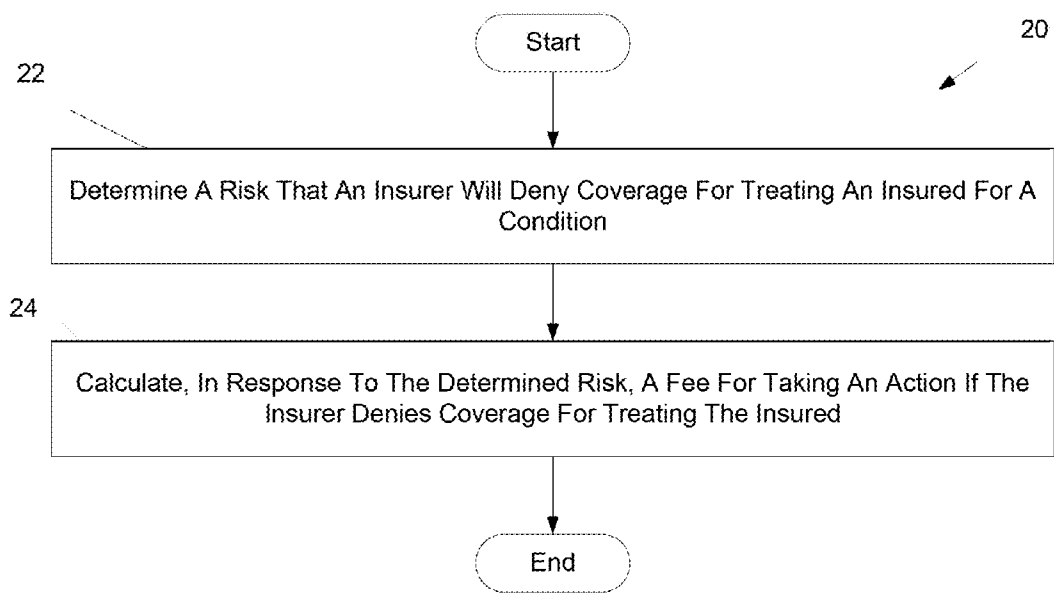 Start
20
22
Determine A Risk That An Insurer Will Deny Coverage For Treating An Insured For A
Condition
24
Calculate, In Response To The Determined Risk, A Fee For Taking An Action If The
Insurer Denies Coverage For Treating The Insured
End